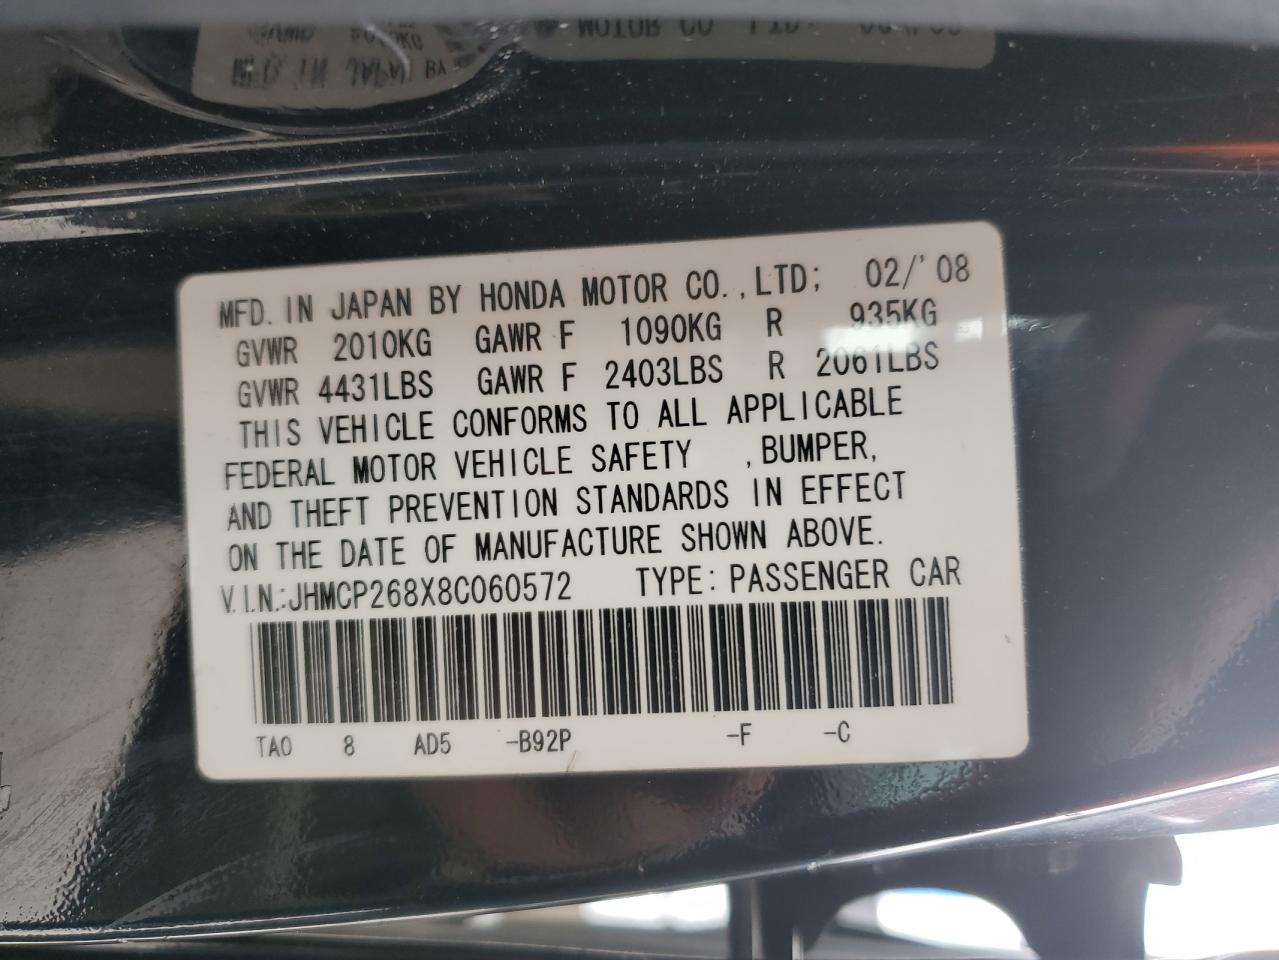 MFD. IN JAPAN BY HONDA MOTOR CO.,LTD; 02/'08
GVWR 2010KG GAWR F 1090KG R 935KG
GVWR 4431LBS GAWR F 2403LBS R 2061LBS
THIS VEHICLE CONFORMS TO ALL APPLICABLE
FEDERAL MOTOR VEHICLE SAFETY ,BUMPER,
AND THEFT PREVENTION STANDARDS IN EFFECT
ON THE DATE OF MANUFACTURE SHOWN ABOVE.
V.I.N.:JHMCP268X8C060572 TYPE:PASSENGER CAR
TA0 8 AD5 -B92P -F -C